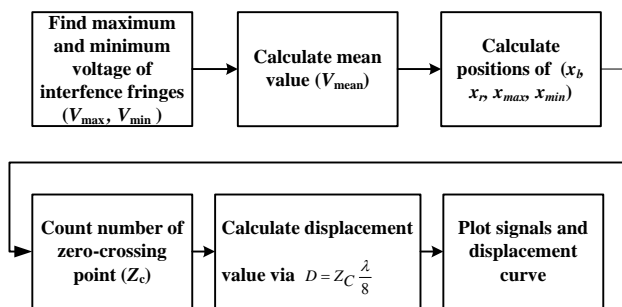 Find maximum
and minimum
voltage of
interfence fringes
(Vmax, Vmin )
Calculate mean
value (Vmean)
Calculate
positions of (xb,
xr, xmax, xmin)
Count number of
zero-crossing
point (Zc)
Calculate displacement
value via D = ZC λ/8
Plot signals and
displacement
curve